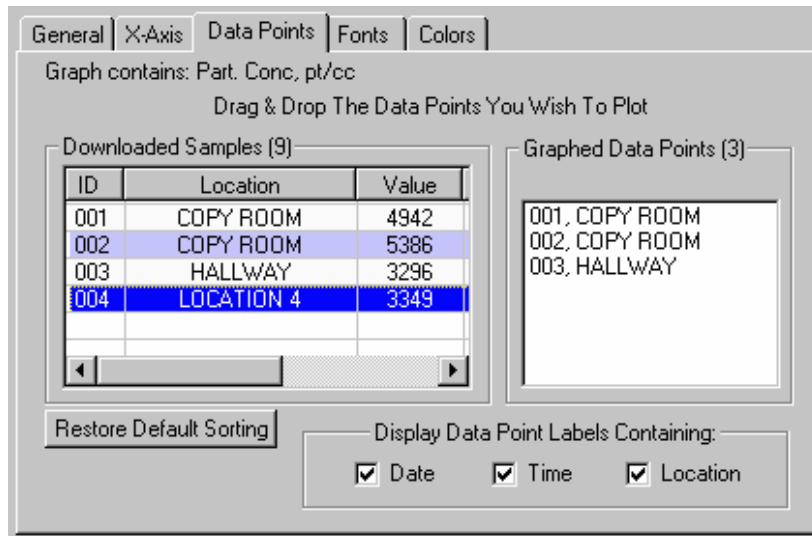 General X-Axis Data Points Fonts Colors
Graph contains: Part. Conc, pt/cc
Drag & Drop The Data Points You Wish To Plot
Downloaded Samples (9)
ID Location Value
001 COPY ROOM 4942
002 COPY ROOM 5386
003 HALLWAY 3296
004 LOCATION 4 3349
Graphed Data Points (3)
001, COPY ROOM
002, COPY ROOM
003, HALLWAY
Restore Default Sorting
Display Data Point Labels Containing:
Date Time Location